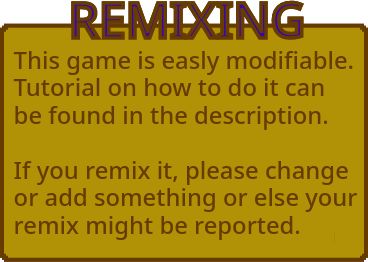 REMIXING
This game is easly modifiable.
Tutorial on how to do it can
be found in the description.
If you remix it, please change
or add something or else your
remix might be reported.